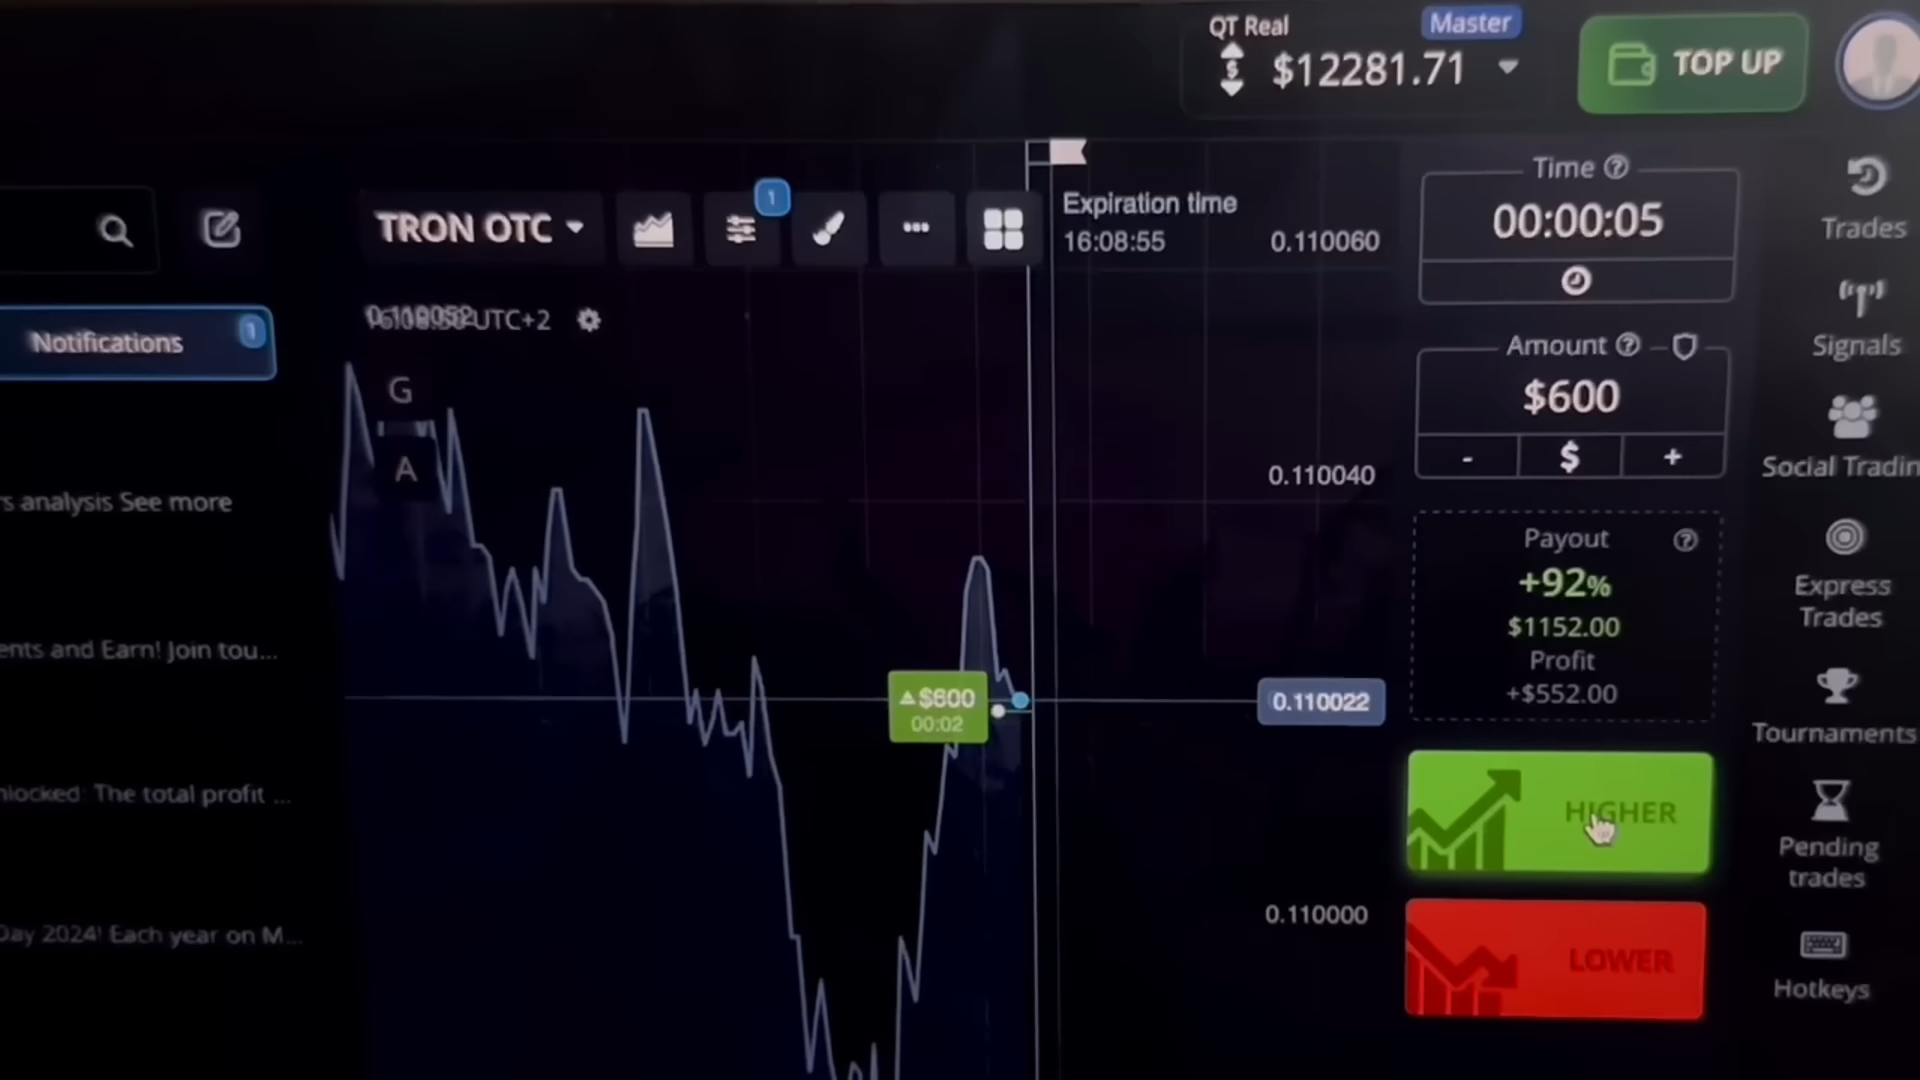 QT Real
Master
$12281.71
TOP UP
TRON OTC
1
Expiration time
16:08:55
0.110060
Time
00:00:05
Trades
UTC+2
Notifications
1
Signals
Amount
$600
- $ +
G
A
s analysis See more
0.110040
Social Tradin
Payout
+92%
$1152.00
Profit
+$552.00
Express
Trades
ents and Earn! Join tou...
$600
00:02
0.110022
Tournaments
HIGHER
locked: The total profit ...
Pending
trades
0.110000
Day 2024! Each year on M...
LOWER
Hotkeys